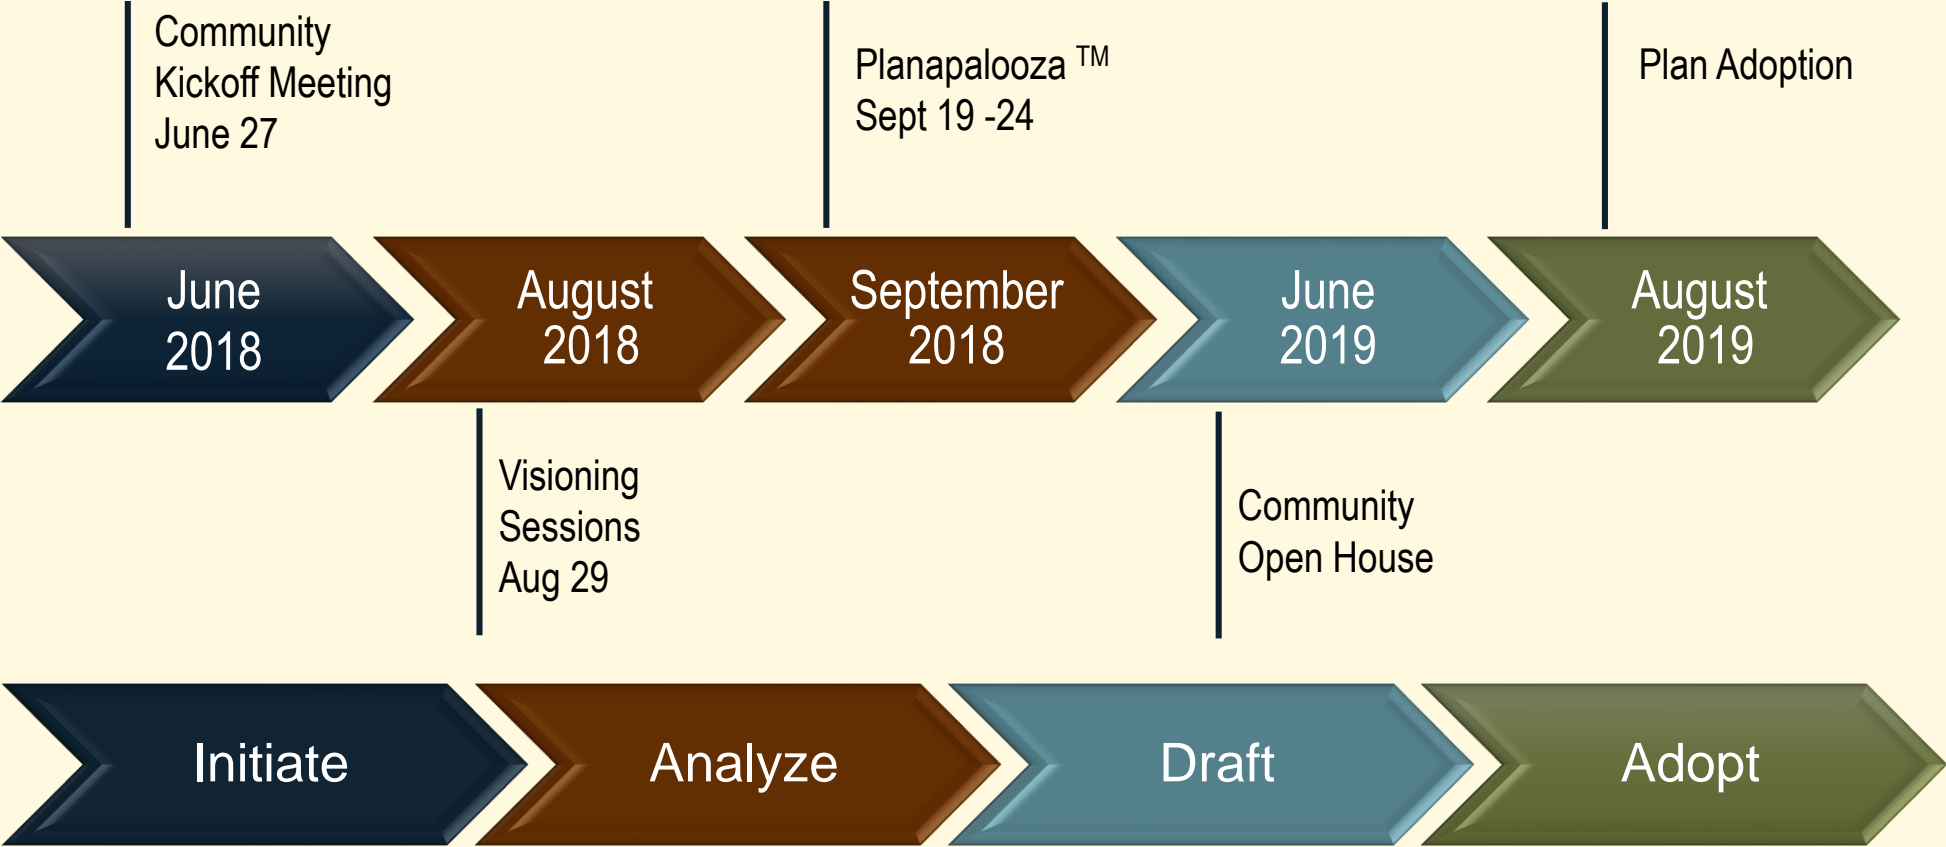 Community
Kickoff Meeting
June 27
Planapalooza TM
Sept 19 -24
Plan Adoption
June
2018
August
2018
September
2018
June
2019
August
2019
Visioning
Sessions
Aug 29
Community
Open House
Initiate
Analyze
Draft
Adopt